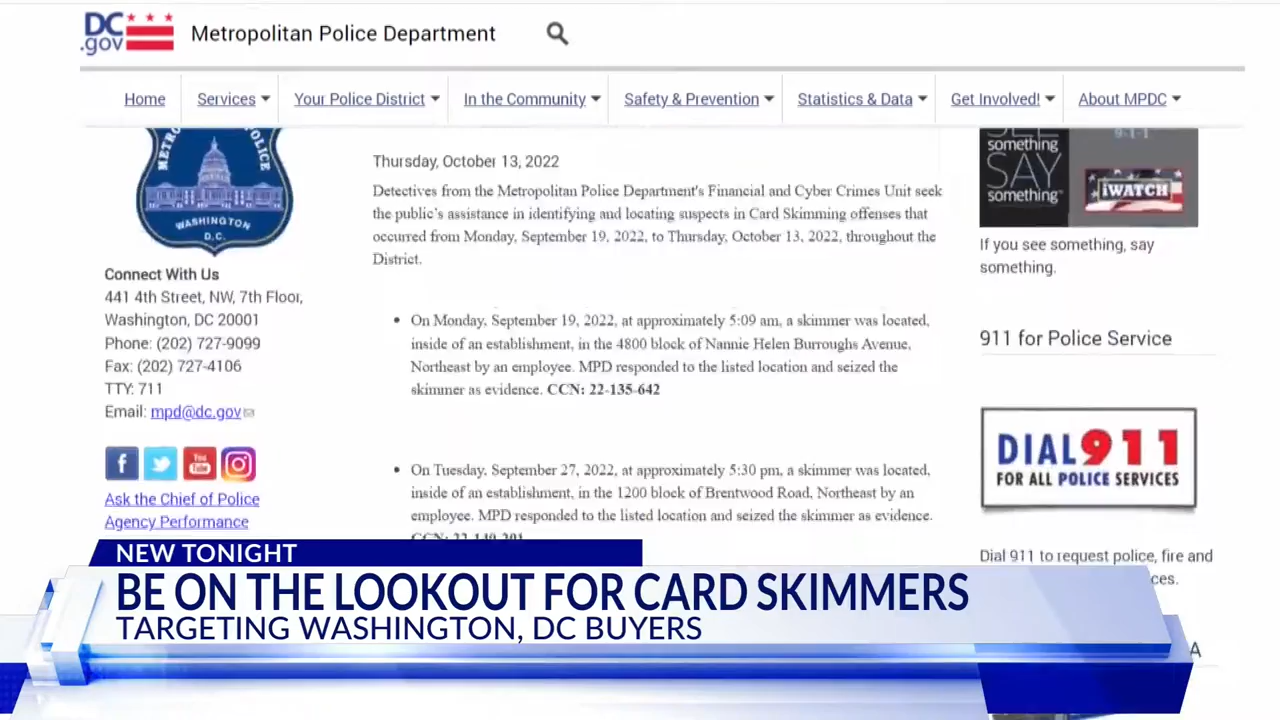 DC
.gov
Metropolitan Police Department
Home
Services
Your Police District
In the Community
Safety & Prevention
Statistics & Data
Get Involved!
About MPDC
METRO
POLICE
WASHINGTON
D.C.
Connect With Us
441 4th Street, NW, 7th Floor,
Washington, DC 20001
Phone: (202) 727-9099
Fax: (202) 727-4106
TTY: 711
Email: mpd@dc.gov
f
You
Tube
Ask the Chief of Police
Agency Performance
Thursday, October 13, 2022
Detectives from the Metropolitan Police Department's Financial and Cyber Crimes Unit seek
the public's assistance in identifying and locating suspects in Card Skimming offenses that
occurred from Monday, September 19, 2022, to Thursday, October 13, 2022, throughout the
District.
• On Monday, September 19, 2022, at approximately 5:09 am, a skimmer was located,
inside of an establishment, in the 4800 block of Nannie Helen Burroughs Avenue,
Northeast by an employee. MPD responded to the listed location and seized the
skimmer as evidence. CCN: 22-135-642
• On Tuesday, September 27, 2022, at approximately 5:30 pm, a skimmer was located,
inside of an establishment, in the 1200 block of Brentwood Road, Northeast by an
employee. MPD responded to the listed location and seized the skimmer as evidence.
SEE
something
SAY
something
9-1-1
iWATCH
If you see something, say
something.
911 for Police Service
DIAL 911
FOR ALL POLICE SERVICES
Dial 911 to request police, fire and
ces.
A
NEW TONIGHT
BE ON THE LOOKOUT FOR CARD SKIMMERS
TARGETING WASHINGTON, DC BUYERS